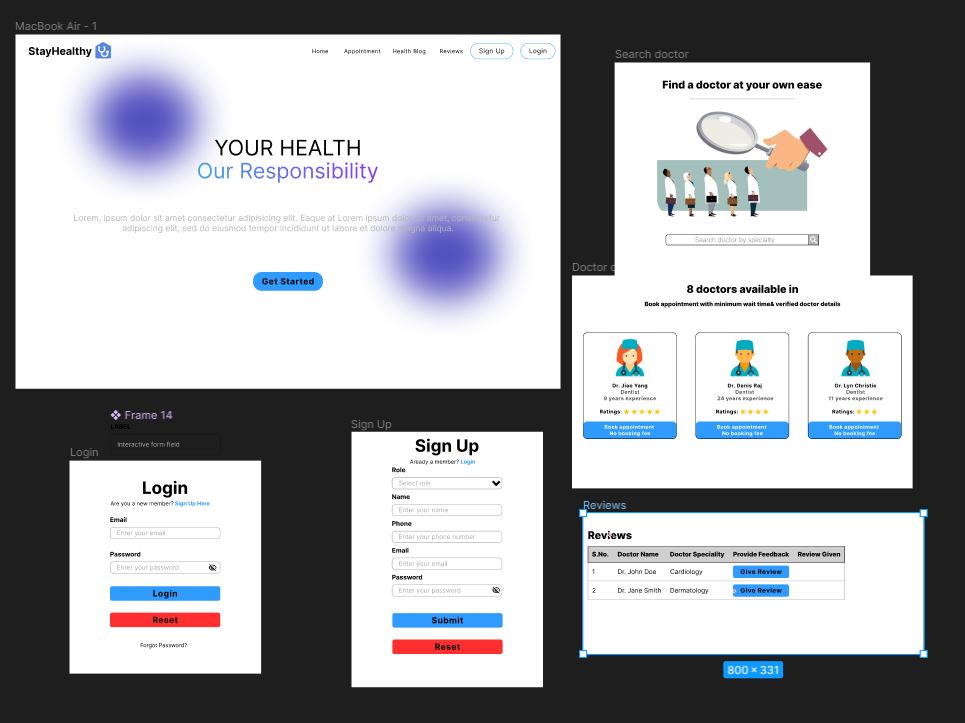 MacBook Air - 1
StayHealthy
Home Appointment Health Blog Reviews Sign Up Login
YOUR HEALTH
Our Responsibility
Lorem, ipsum dolor sit amet consectetur adipisicing elit. Eaque at Lorem ipsum dolor sit amet, consectetur
adipiscing elit, sed do eiusmod tempor incididunt ut labore et dolore magna aliqua.
Get Started
Search doctor
Find a doctor at your own ease
Search doctor by specialty
Doctor c
8 doctors available in
Book appointment with minimum wait time& verified doctor details
Dr. Jiao Yang
Dentist
9 years experience
Ratings:
Book appointment
No booking fee
Dr. Denis Raj
Dentist
24 years experience
Ratings:
Book appointment
No booking fee
Dr. Lyn Christie
Dentist
11 years experience
Ratings:
Book appointment
No booking fee
Frame 14
LABEL
Interactive form field
Login
Login
Are you a new member? Sign Up Here
Email
Enter your email
Password
Enter your password
Login
Reset
Forgot Password?
Sign Up
Sign Up
Already a member? Login
Role
Select role
Name
Enter your name
Phone
Enter your phone number
Email
Enter your email
Password
Enter your password
Submit
Reset
Reviews
Reviews
S.No. Doctor Name Doctor Speciality Provide Feedback Review Given
1 Dr. John Doe Cardiology Give Review
2 Dr. Jane Smith Dermatology Give Review
800 × 331